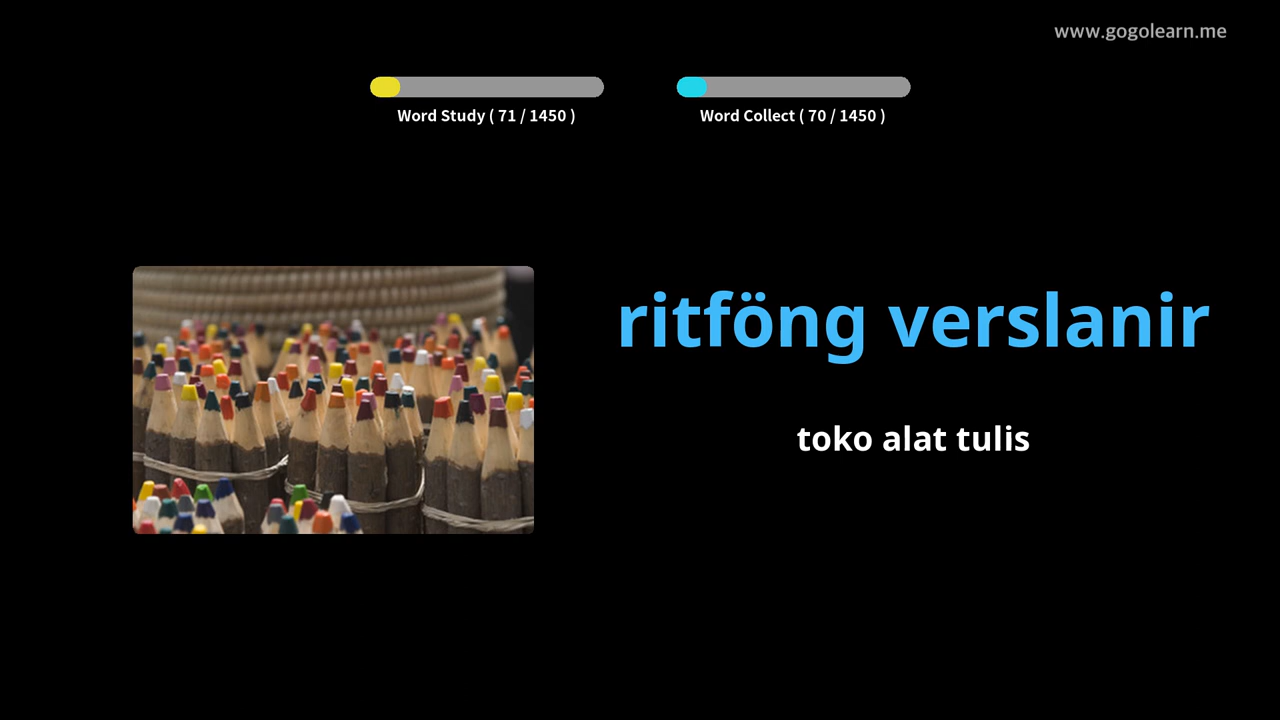 www.gogolearn.me
Word Study ( 71 / 1450 )
Word Collect ( 70 / 1450 )
ritföng verslanir
toko alat tulis